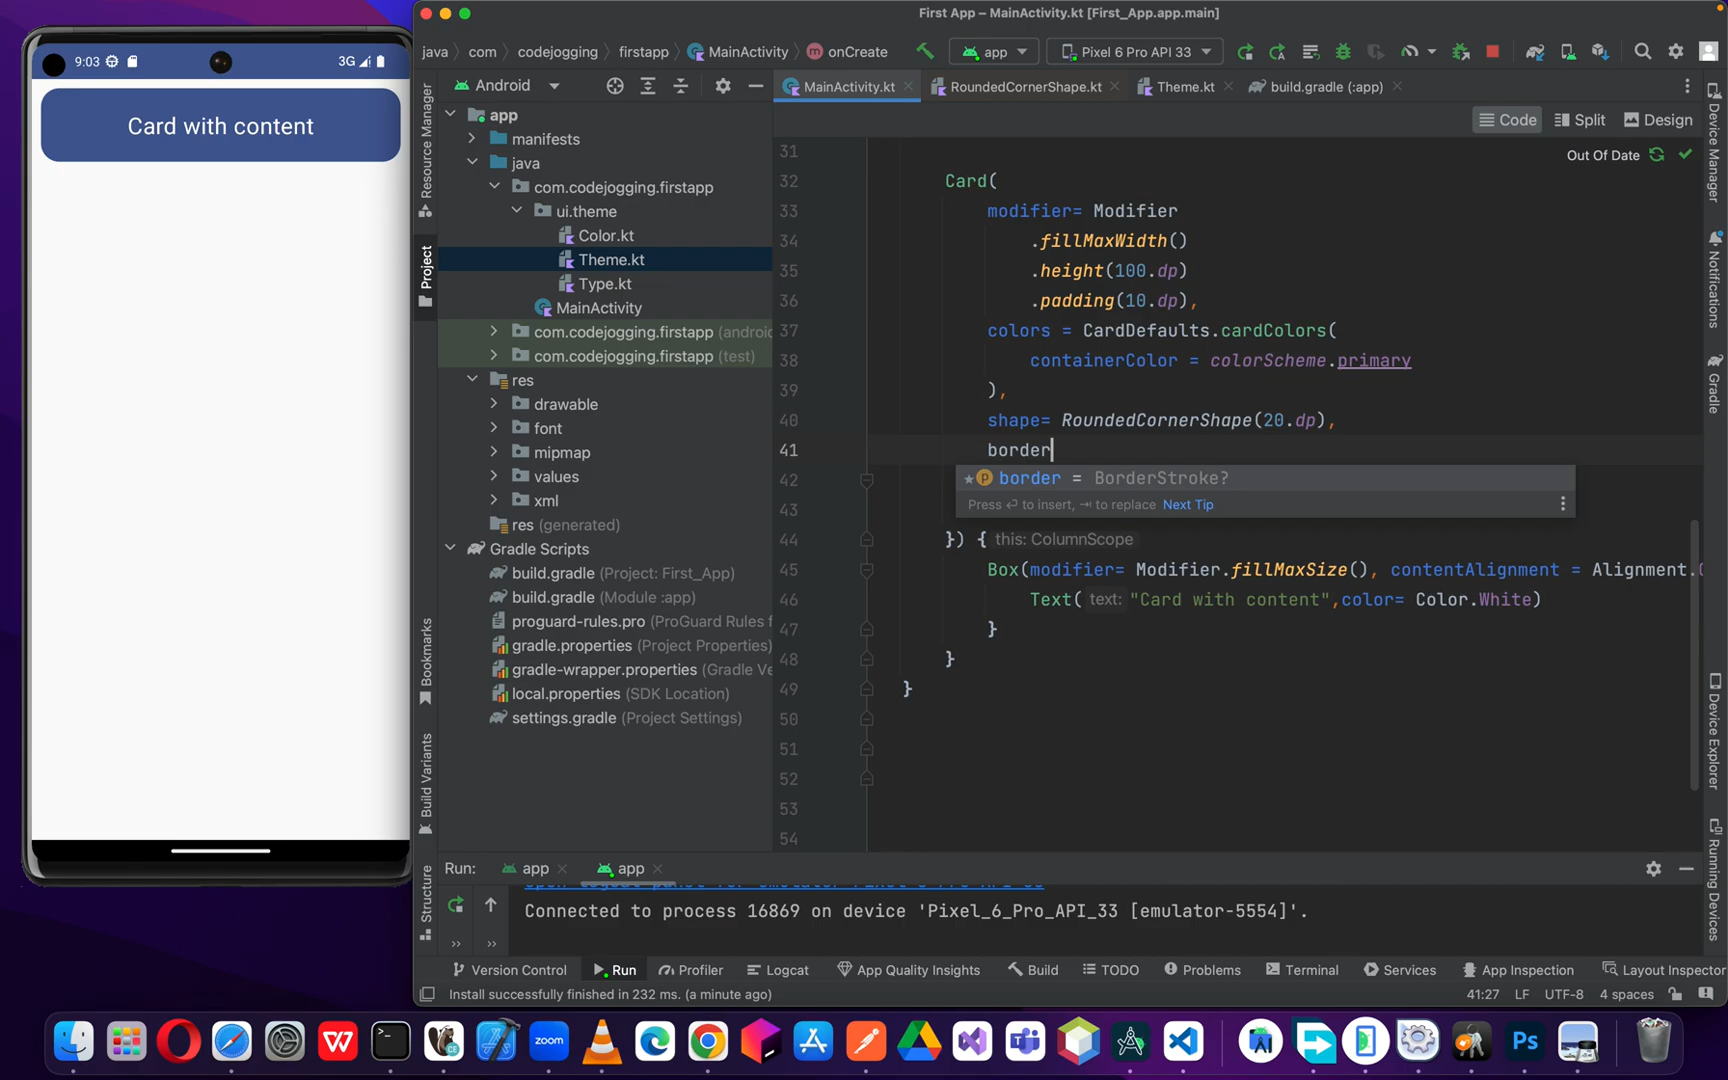 First App – MainActivity.kt [First_App.app.main]
9:03
3G
Card with content
java
com
codejogging
firstapp
MainActivity
onCreate
app
Pixel 6 Pro API 33
Android
MainActivity.kt
RoundedCornerShape.kt
Theme.kt
build.gradle (:app)
Code
Split
Design
Out Of Date
Resource Manager
Project
Bookmarks
Build Variants
Structure
app
manifests
java
com.codejogging.firstapp
ui.theme
Color.kt
Theme.kt
Type.kt
MainActivity
com.codejogging.firstapp (android
com.codejogging.firstapp (test)
res
drawable
font
mipmap
values
xml
res (generated)
Gradle Scripts
build.gradle (Project: First_App)
build.gradle (Module :app)
proguard-rules.pro (ProGuard Rules f
gradle.properties (Project Properties)
gradle-wrapper.properties (Gradle Ve
local.properties (SDK Location)
settings.gradle (Project Settings)
31
32 Card(
33 modifier= Modifier
34 .fillMaxWidth()
35 .height(100.dp)
36 .padding(10.dp),
37 colors = CardDefaults.cardColors(
38 containerColor = colorScheme.primary
39 ),
40 shape= RoundedCornerShape(20.dp),
41 border
42
border = BorderStroke?
43
Press ⏎ to insert, ⇥ to replace Next Tip
44 }) { this: ColumnScope
45 Box(modifier= Modifier.fillMaxSize(), contentAlignment = Alignment.
46 Text( text: "Card with content",color= Color.White)
47 }
48 }
49 }
50
51
52
53
54
Device Manager
Notifications
Gradle
Device Explorer
Running Devices
Run:
app
app
Connected to process 16869 on device 'Pixel_6_Pro_API_33 [emulator-5554]'.
Version Control
Run
Profiler
Logcat
App Quality Insights
Build
TODO
Problems
Terminal
Services
App Inspection
Layout Inspector
Install successfully finished in 232 ms. (a minute ago)
41:27
LF
UTF-8
4 spaces
zoom
Ps